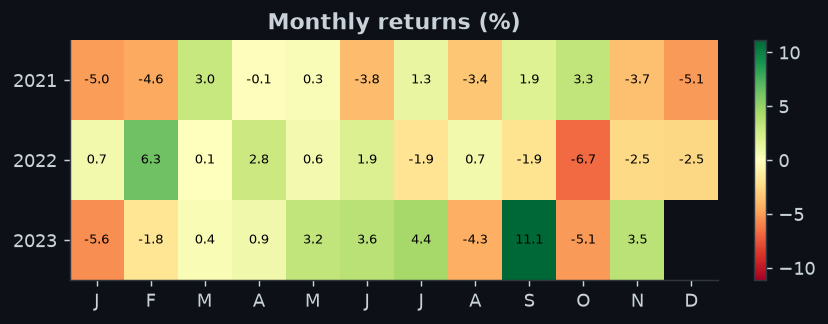 Monthly returns (%)
2021 -5.0 -4.6 3.0 -0.1 0.3 -3.8 1.3 -3.4 1.9 3.3 -3.7 -5.1
2022 0.7 6.3 0.1 2.8 0.6 1.9 -1.9 0.7 -1.9 -6.7 -2.5 -2.5
2023 -5.6 -1.8 0.4 0.9 3.2 3.6 4.4 -4.3 11.1 -5.1 3.5
J F M A M J J A S O N D
10
5
0
−5
−10